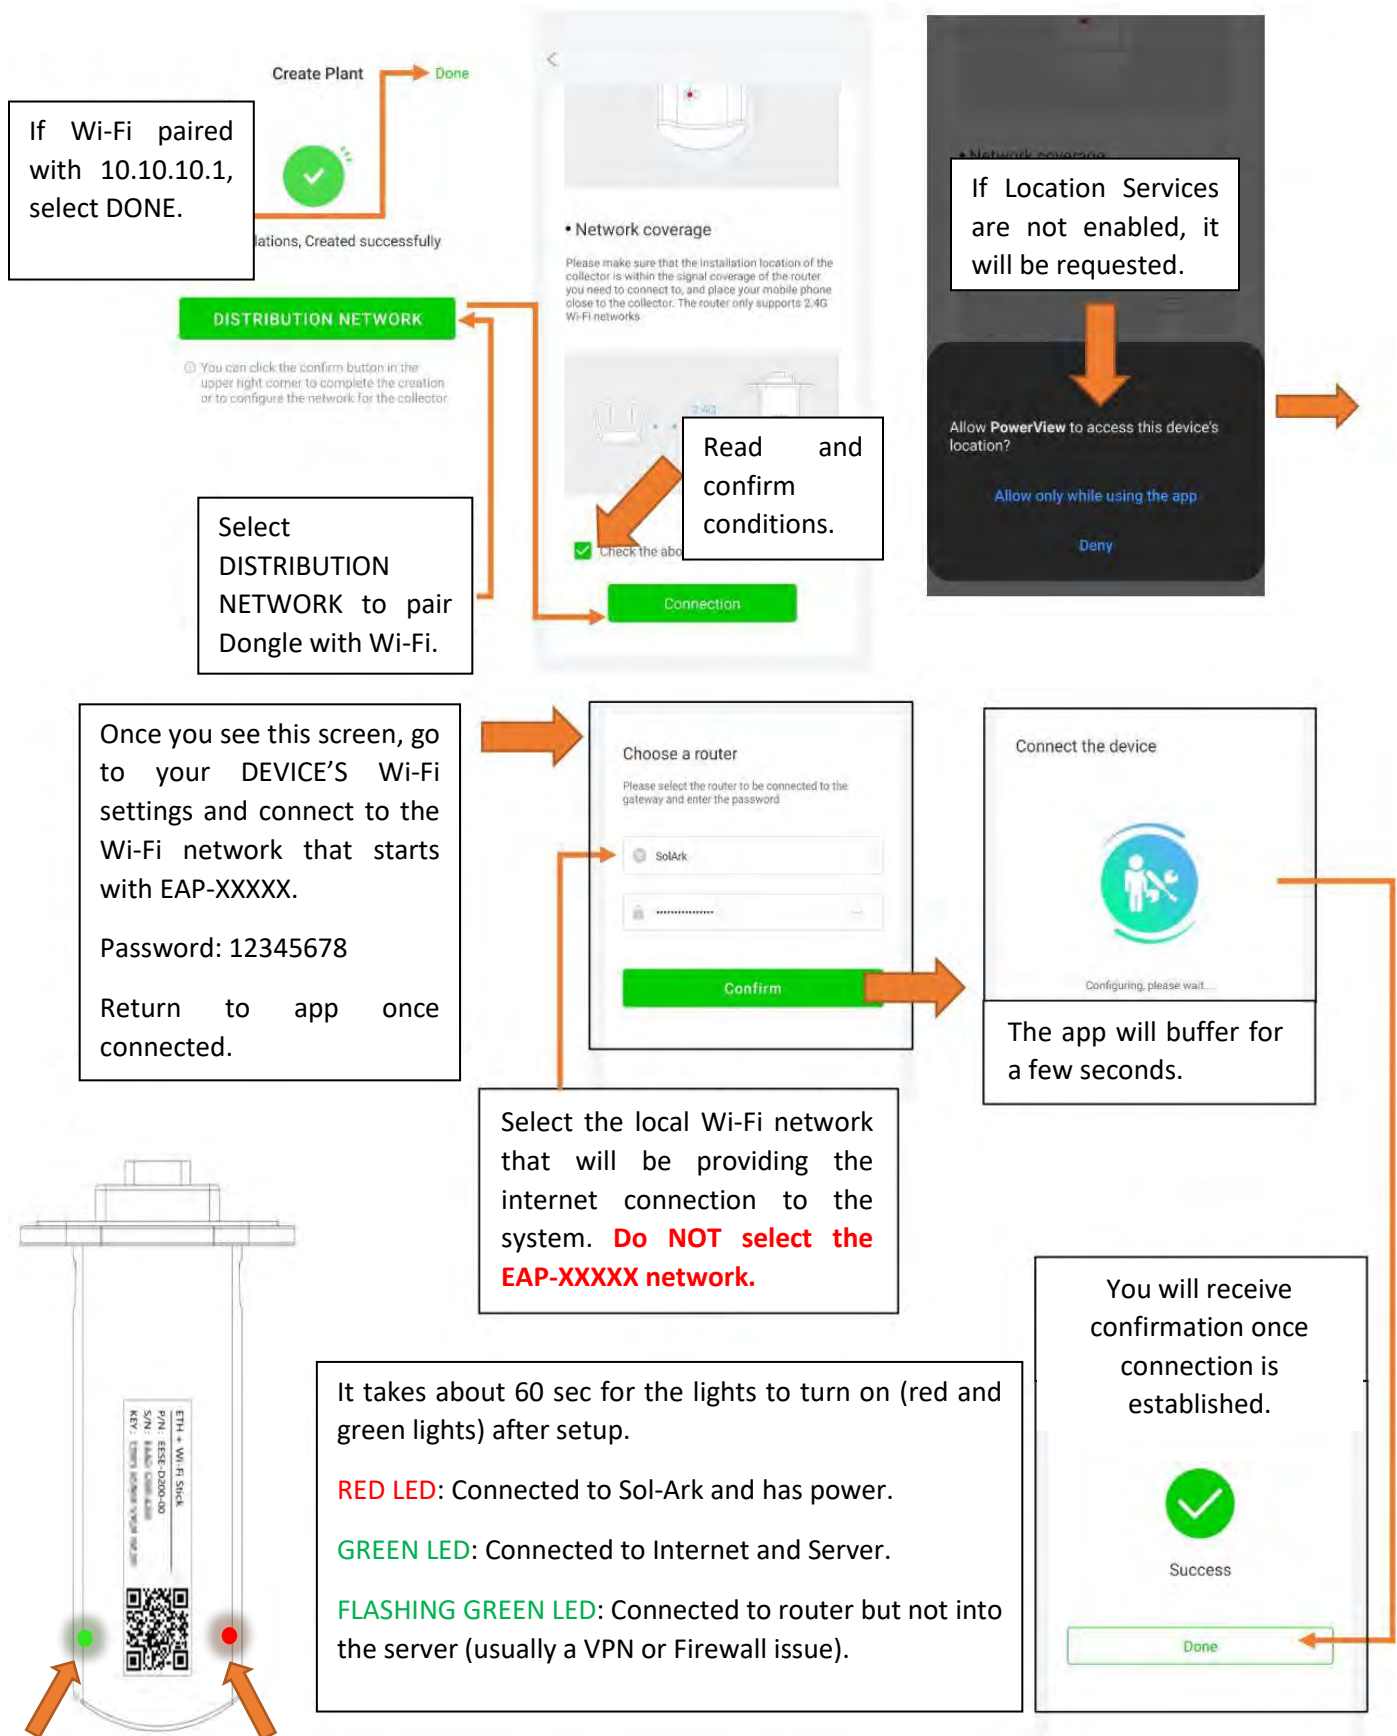 Create Plant
Done
If Wi-Fi paired
with 10.10.10.1,
select DONE.
lations, Created successfully
DISTRIBUTION NETWORK
You can click the confirm button in the
upper right corner to complete the creation
or to configure the network for the collector
Select
DISTRIBUTION
NETWORK to pair
Dongle with Wi-Fi.
<
• Network coverage
Please make sure that the installation location of the
collector is within the signal coverage of the router
you need to connect to, and place your mobile phone
close to the collector. The router only supports 2.4G
Wi-Fi networks
2.4G
Read and
confirm
conditions.
Check the abo
Connection
• Network coverage
If Location Services
are not enabled, it
will be requested.
Allow PowerView to access this device's
location?
Allow only while using the app
Deny
Once you see this screen, go
to your DEVICE’S Wi-Fi
settings and connect to the
Wi-Fi network that starts
with EAP-XXXXX.
Password: 12345678
Return to app once
connected.
Choose a router
Please select the router to be connected to the
gateway and enter the password
SolArk
Confirm
Select the local Wi-Fi network
that will be providing the
internet connection to the
system. Do NOT select the
EAP-XXXXX network.
Connect the device
Configuring, please wait...
The app will buffer for
a few seconds.
ETH + Wi-Fi Stick
P/N: EESE-D200-00
S/N:
KEY:
It takes about 60 sec for the lights to turn on (red and
green lights) after setup.
RED LED: Connected to Sol-Ark and has power.
GREEN LED: Connected to Internet and Server.
FLASHING GREEN LED: Connected to router but not into
the server (usually a VPN or Firewall issue).
You will receive
confirmation once
connection is
established.
Success
Done